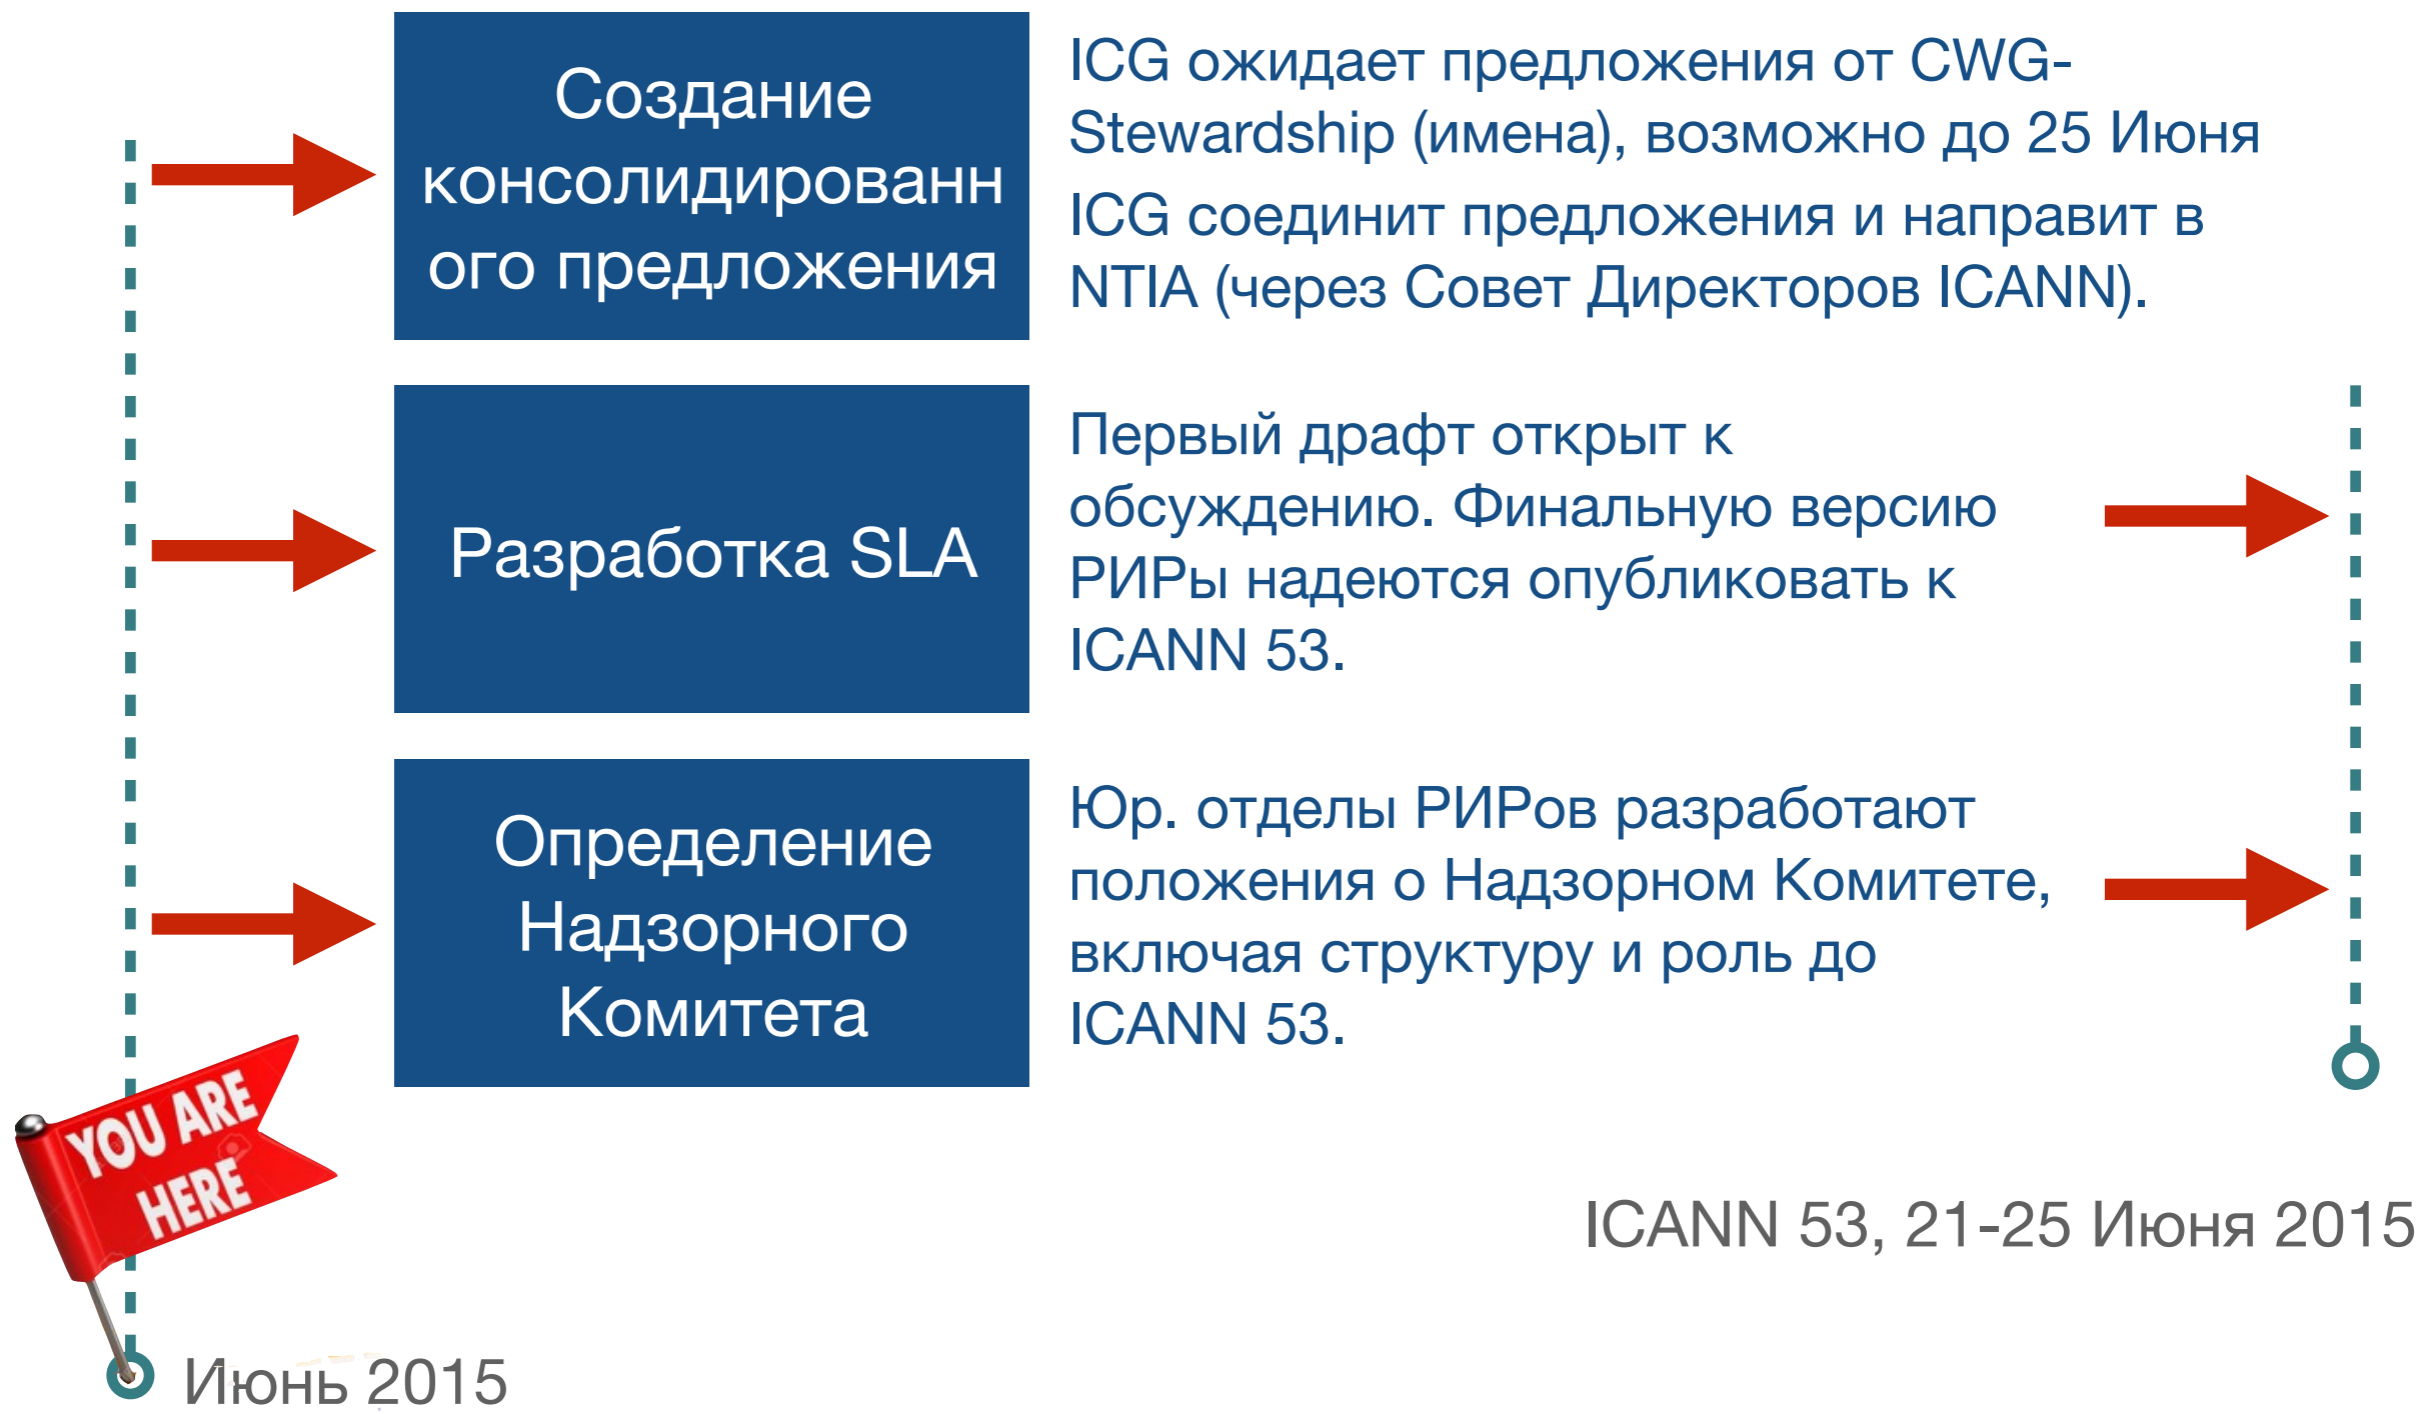 Создание
консолидированн
ого предложения
ICG ожидает предложения от CWG-
Stewardship (имена), возможно до 25 Июня
ICG соединит предложения и направит в
NTIA (через Совет Директоров ICANN).
Разработка SLA
Первый драфт открыт к
обсуждению. Финальную версию
РИРы надеются опубликовать к
ICANN 53.
Определение
Надзорного
Комитета
Юр. отделы РИРов разработают
положения о Надзорном Комитете,
включая структуру и роль до
ICANN 53.
YOU ARE
HERE
ICANN 53, 21-25 Июня 2015
Июнь 2015